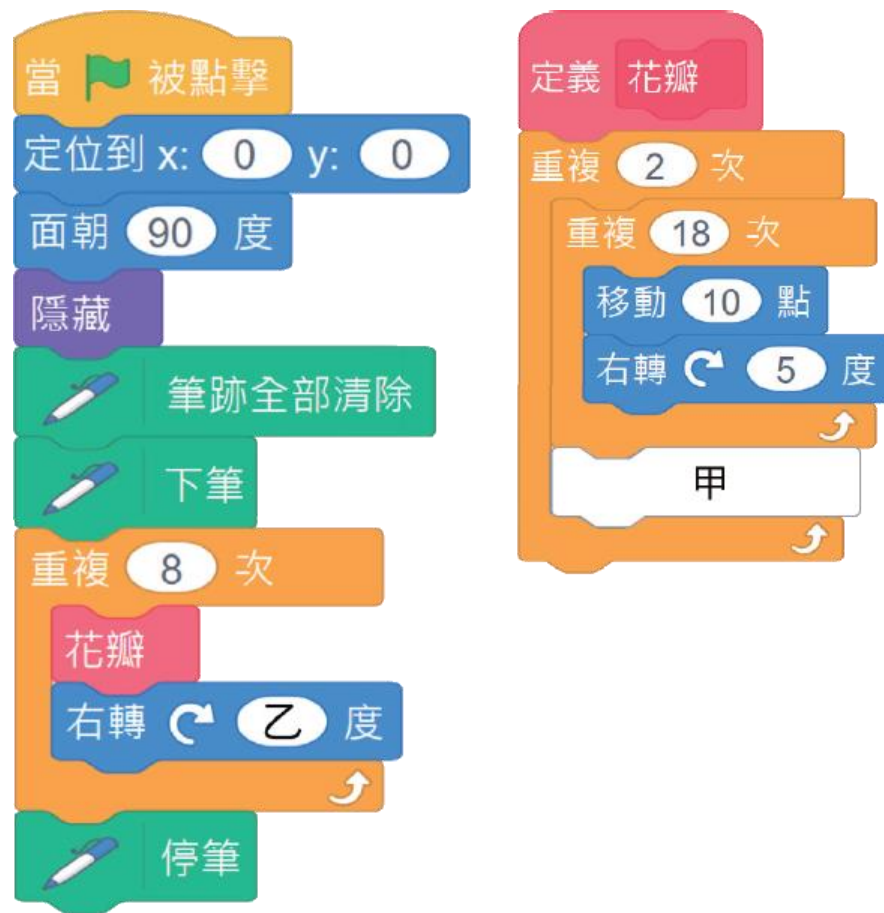 當 被點擊
定位到 x: 0 y: 0
面朝 90 度
隱藏
筆跡全部清除
下筆
重複 8 次
花瓣
右轉 乙 度
停筆
定義 花瓣
重複 2 次
重複 18 次
移動 10 點
右轉 5 度
甲